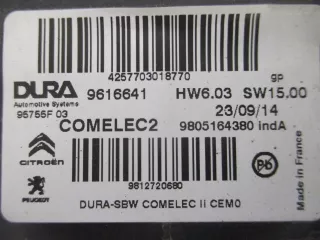 4257703018770
gp
DURA
Automotive Systems
9616641
HW6.03 SW15.00
95755F 03
23/09/14
COMELEC2
9805164380 indA
CITROËN
Pb
Made in France
PEUGEOT
9812720680
DURA-SBW COMELEC II CEM0